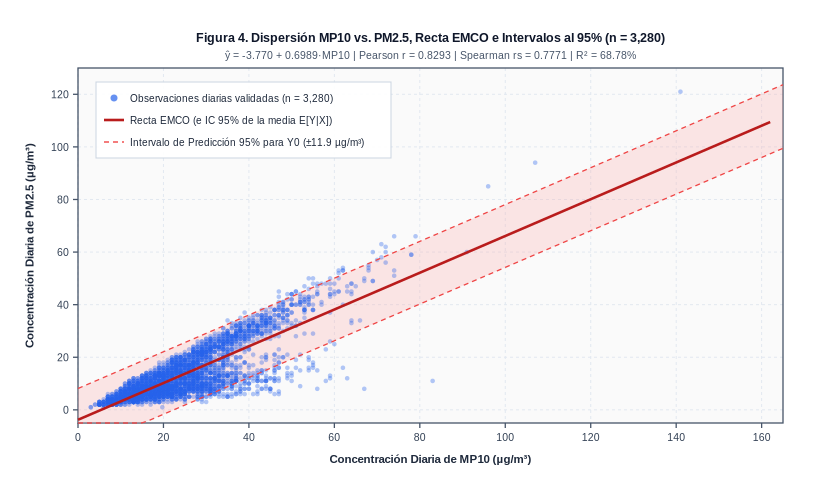 Figura 4. Dispersión MP10 vs. PM2.5, Recta EMCO e Intervalos al 95% (n = 3,280)
ŷ = -3.770 + 0.6989·MP10 | Pearson r = 0.8293 | Spearman rs = 0.7771 | R² = 68.78%
Observaciones diarias validadas (n = 3,280)
Recta EMCO (e IC 95% de la media E[Y|X])
Intervalo de Predicción 95% para Y0 (±11.9 µg/m³)
Concentración Diaria de PM2.5 (µg/m³)
120
100
80
60
40
20
0
0 20 40 60 80 100 120 140 160
Concentración Diaria de MP10 (µg/m³)